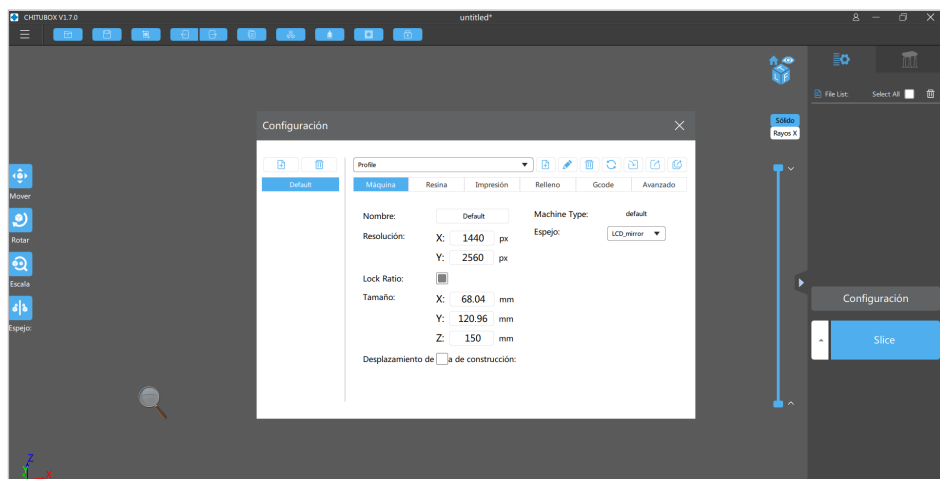 CHITUBOX V1.7.0
untitled*
File List:
Select All
Sólido
Rayos X
Mover
Rotar
Escala
Espejo:
Configuración
Profile
Default
Máquina
Resina
Impresión
Relleno
Gcode
Avanzado
Nombre:
Default
Machine Type:
default
Resolución:
X: 1440 px
Espejo:
LCD_mirror
Y: 2560 px
Lock Ratio:
Tamaño:
X: 68.04 mm
Y: 120.96 mm
Z: 150 mm
Desplazamiento de a de construcción:
Configuración
Slice
Z
Y
X